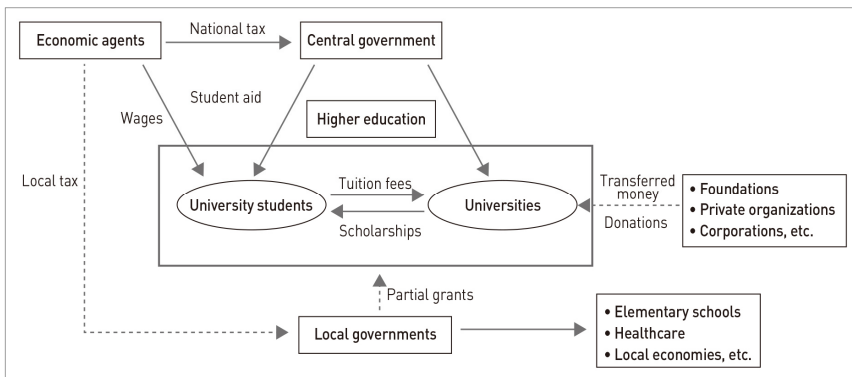 Economic agents
National tax
Central government
Student aid
Higher education
Wages
Local tax
Tuition fees
University students
Universities
Scholarships
Transferred
money
Donations
• Foundations
• Private organizations
• Corporations, etc.
Partial grants
Local governments
• Elementary schools
• Healthcare
• Local economies, etc.